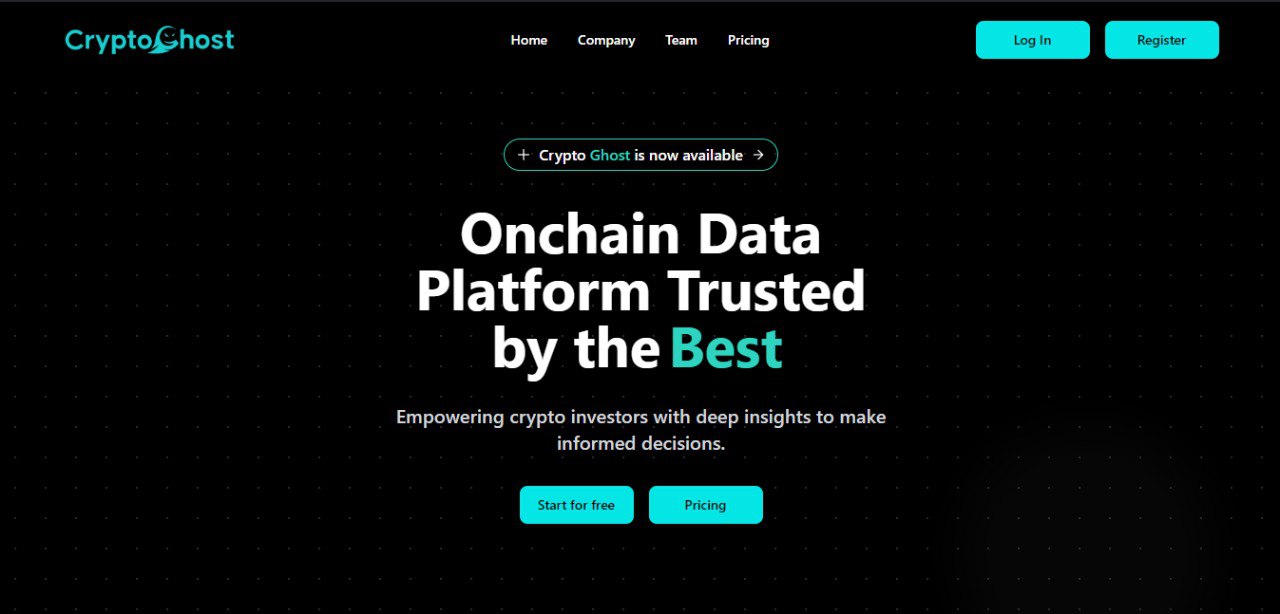 CryptoGhost
Home Company Team Pricing
Log In Register
Crypto Ghost is now available
Onchain Data
Platform Trusted
by the Best
Empowering crypto investors with deep insights to make
informed decisions.
Start for free Pricing